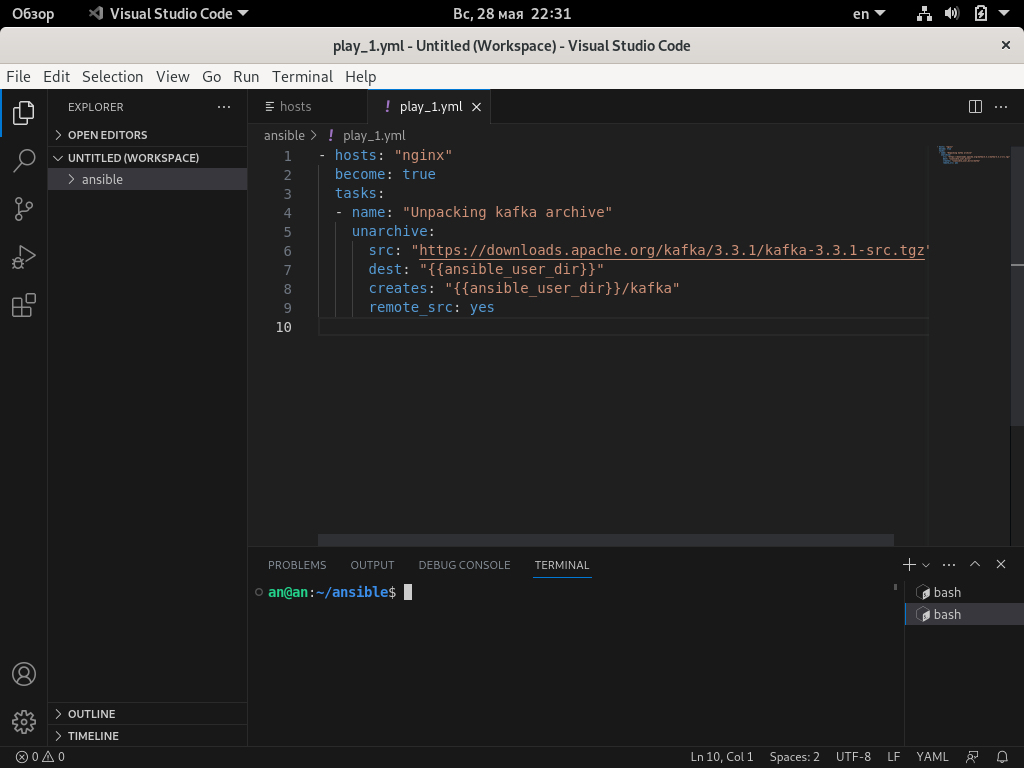 Обзор Visual Studio Code Вс, 28 мая 22:31 en
play_1.yml - Untitled (Workspace) - Visual Studio Code
File Edit Selection View Go Run Terminal Help
EXPLORER
OPEN EDITORS
UNTITLED (WORKSPACE)
ansible
OUTLINE
TIMELINE
hosts ! play_1.yml
ansible > ! play_1.yml
1 - hosts: "nginx"
2   become: true
3   tasks:
4   - name: "Unpacking kafka archive"
5     unarchive:
6       src: "https://downloads.apache.org/kafka/3.3.1/kafka-3.3.1-src.tgz"
7       dest: "{{ansible_user_dir}}"
8       creates: "{{ansible_user_dir}}/kafka"
9       remote_src: yes
10
PROBLEMS OUTPUT DEBUG CONSOLE TERMINAL
an@an:~/ansible$
bash
bash
0 0 Ln 10, Col 1 Spaces: 2 UTF-8 LF YAML